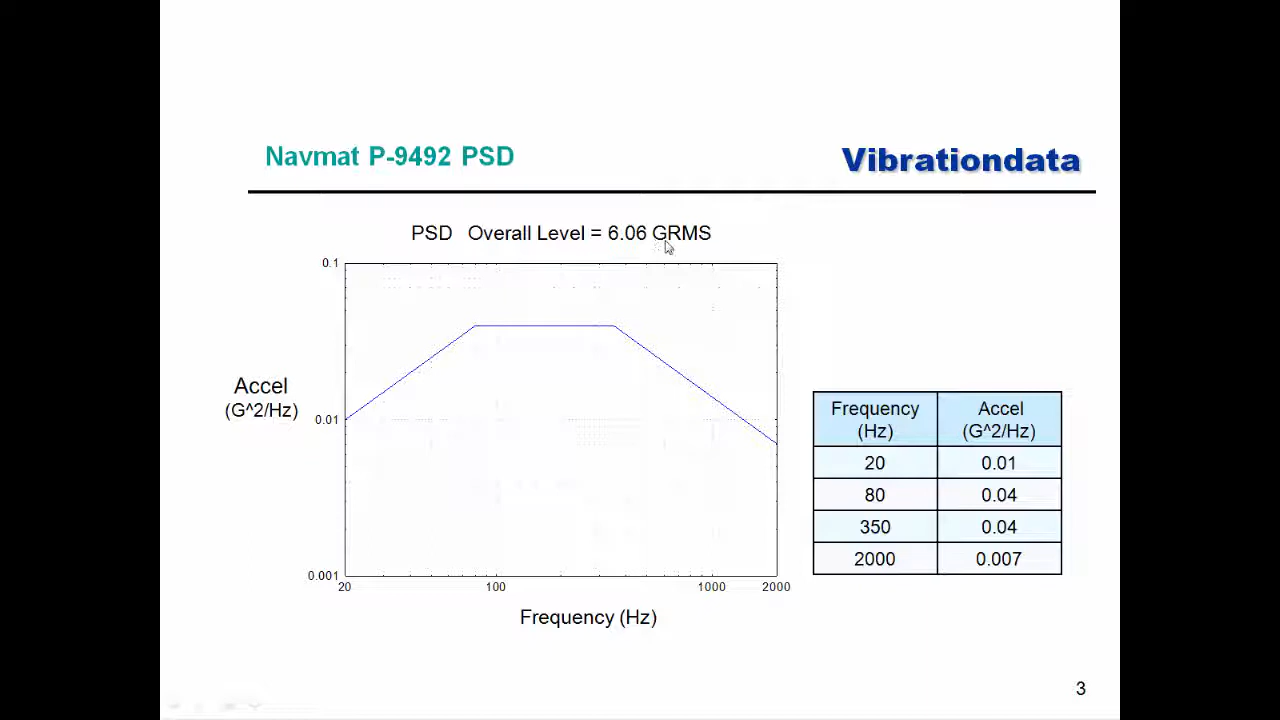 Navmat P-9492 PSD
Vibrationdata
PSD Overall Level = 6.06 GRMS
0.1
0.01
0.001
Accel
(G^2/Hz)
20 100 1000 2000
Frequency (Hz)
Frequency (Hz) Accel (G^2/Hz)
20 0.01
80 0.04
350 0.04
2000 0.007
3